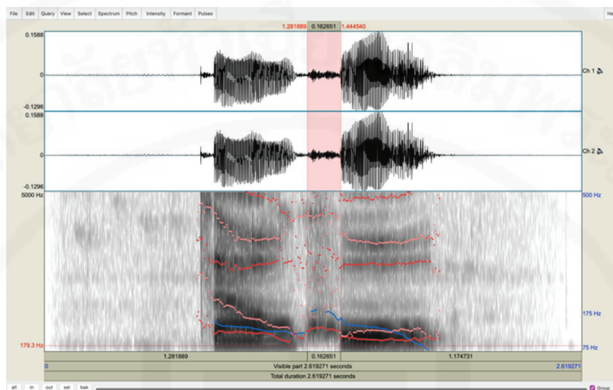 File Edit Query View Select Spectrum Pitch Intensity Formant Pulses
1.281889 0.162651 1.444540
0.1588
0
-0.1296
Ch 1
0.1588
0
-0.1296
Ch 2
5000 Hz 500 Hz
175 Hz
179.3 Hz 75 Hz
1.281889 0.162651 1.174731
0 Visible part 2.619271 seconds 2.619271
Total duration 2.619271 seconds
all in out sel bak Group